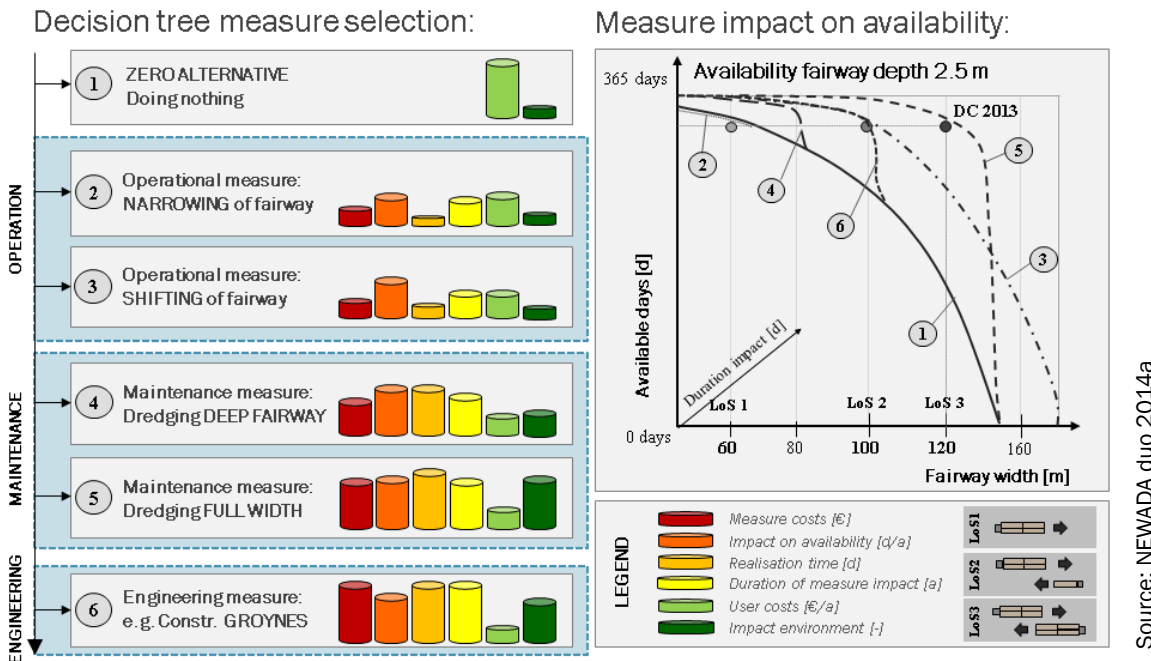 Decision tree measure selection:
1
ZERO ALTERNATIVE
Doing nothing
OPERATION
2
Operational measure:
NARROWING of fairway
3
Operational measure:
SHIFTING of fairway
MAINTENANCE
4
Maintenance measure:
Dredging DEEP FAIRWAY
5
Maintenance measure:
Dredging FULL WIDTH
ENGINEERING
6
Engineering measure:
e.g. Constr. GROYNES
Measure impact on availability:
365 days
Availability fairway depth 2.5 m
DC 2013
2
4
5
6
3
1
Available days [d]
Duration impact [d]
LoS 1
LoS 2
LoS 3
0 days
60
80
100
120
160
Fairway width [m]
LEGEND
Measure costs [€]
Impact on availability [d/a]
Realisation time [d]
Duration of measure impact [a]
User costs [€/a]
Impact environment [-]
LoS1
LoS2
LoS3
Source: NEWADA duo 2014a